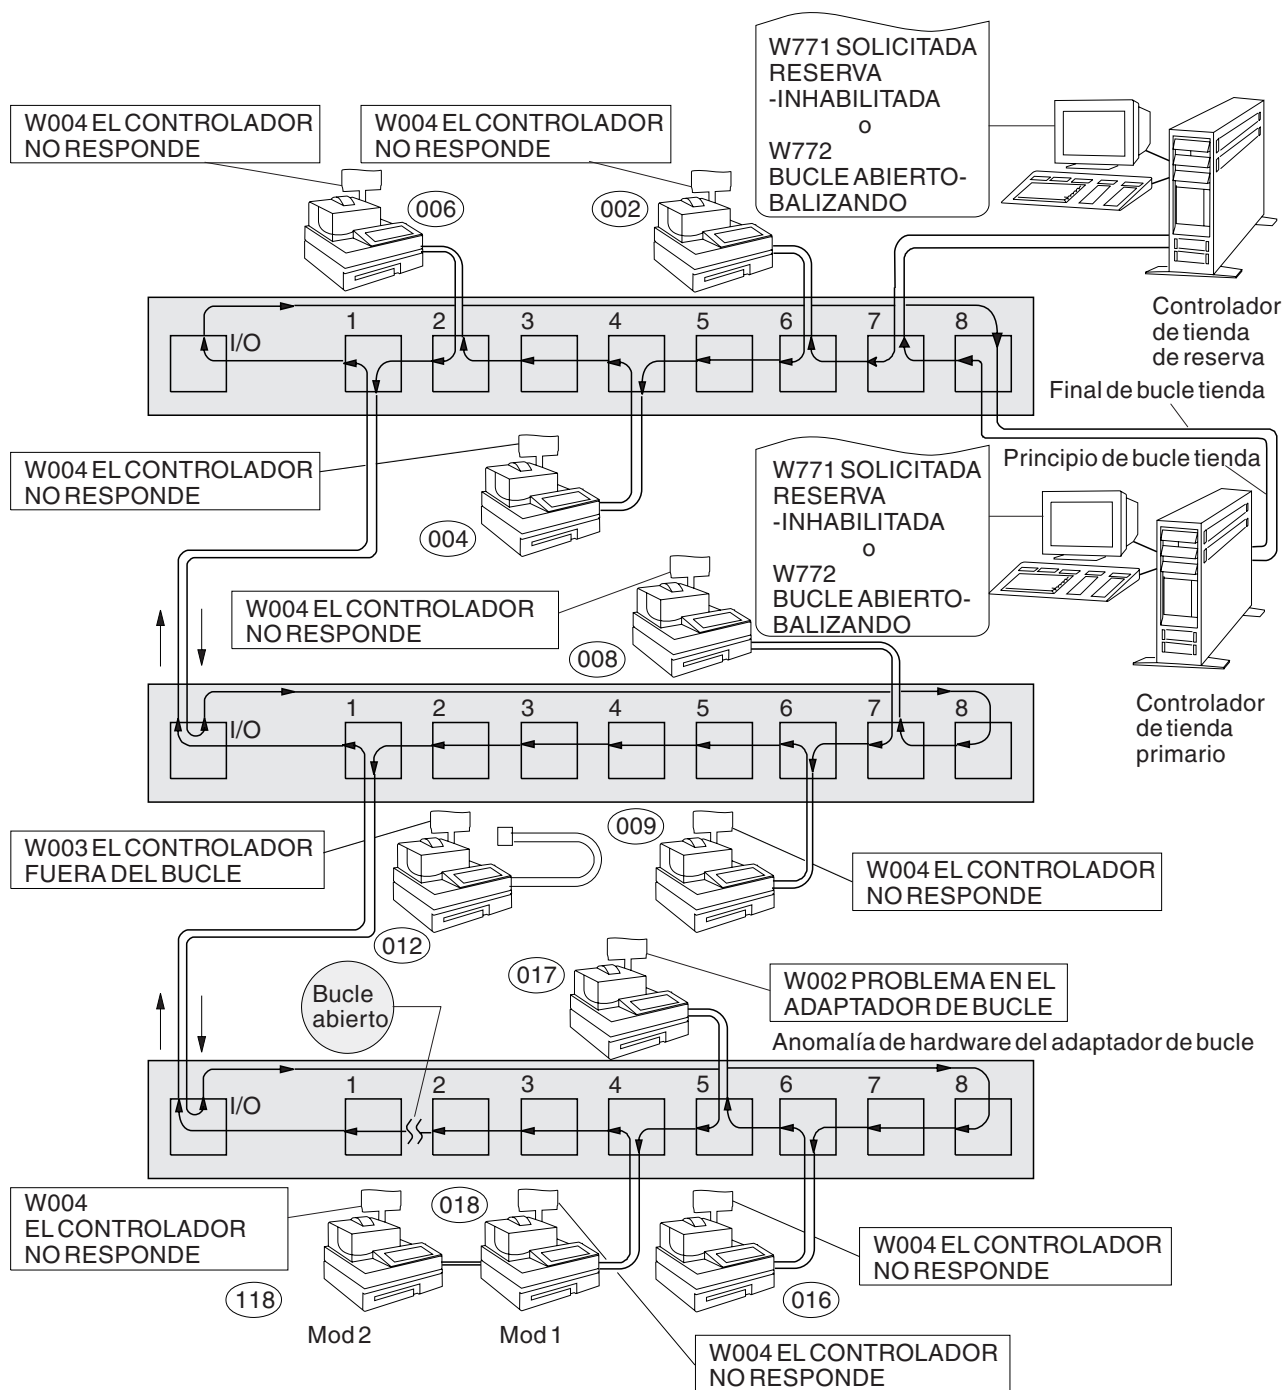 W771 SOLICITADA
RESERVA
-INHABILITADA
o
W772
BUCLE ABIERTO-
BALIZANDO
W004 EL CONTROLADOR
NO RESPONDE
W004 EL CONTROLADOR
NO RESPONDE
006
002
Controlador
de tienda
de reserva
I/O
1
2
3
4
5
6
7
8
Final de bucle tienda
W004 EL CONTROLADOR
NO RESPONDE
004
W771 SOLICITADA
RESERVA
-INHABILITADA
o
W772
BUCLE ABIERTO-
BALIZANDO
Principio de bucle tienda
W004 EL CONTROLADOR
NO RESPONDE
008
Controlador
de tienda
primario
I/O
1
2
3
4
5
6
7
8
W003 EL CONTROLADOR
FUERA DEL BUCLE
012
009
W004 EL CONTROLADOR
NO RESPONDE
Bucle
abierto
017
W002 PROBLEMA EN EL
ADAPTADOR DE BUCLE
Anomalía de hardware del adaptador de bucle
I/O
1
2
3
4
5
6
7
8
W004
EL CONTROLADOR
NO RESPONDE
018
W004 EL CONTROLADOR
NO RESPONDE
118
016
Mod 2
Mod 1
W004 EL CONTROLADOR
NO RESPONDE